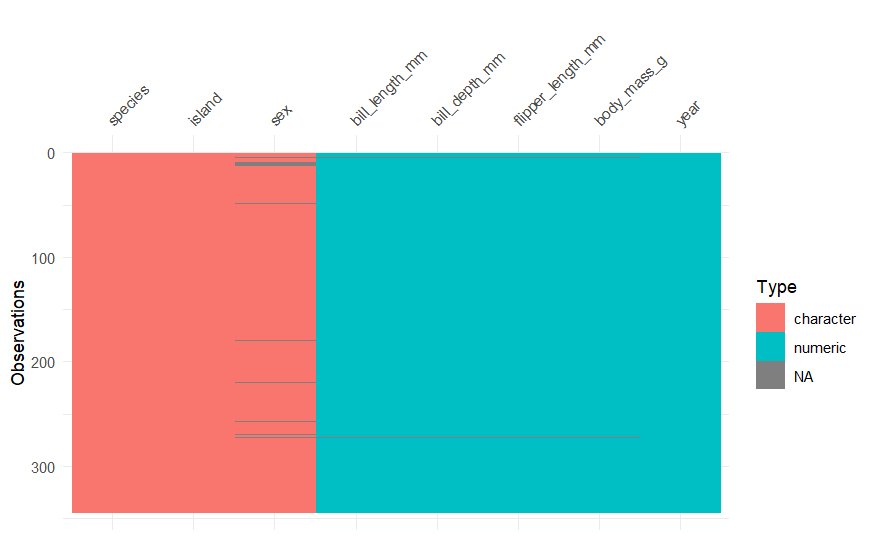 species
island
sex
bill_length_mm
bill_depth_mm
flipper_length_mm
body_mass_g
year
0
100
200
300
Observations
Type
character
numeric
NA